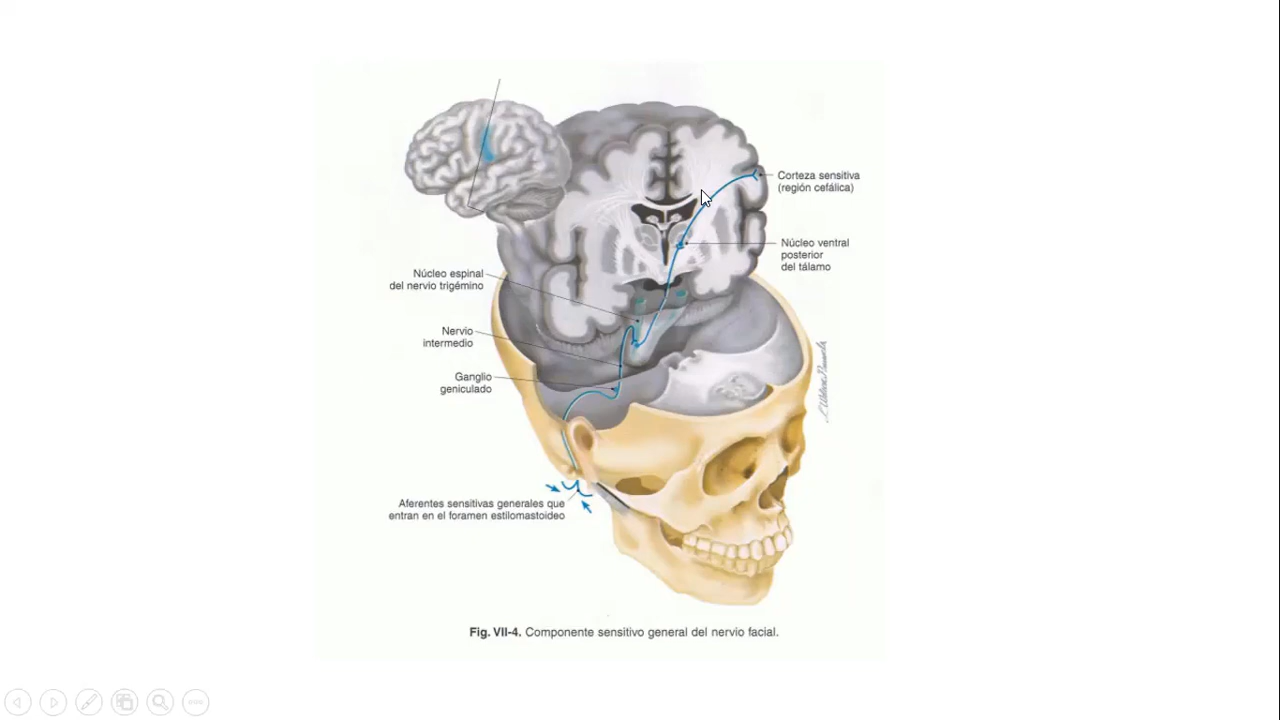 Corteza sensitiva
(región cefálica)
Núcleo ventral
posterior
del tálamo
Núcleo espinal
del nervio trigémino
Nervio
intermedio
Ganglio
geniculado
Aferentes sensitivas generales que
entran en el foramen estilomastoideo
Fig. VII-4. Componente sensitivo general del nervio facial.